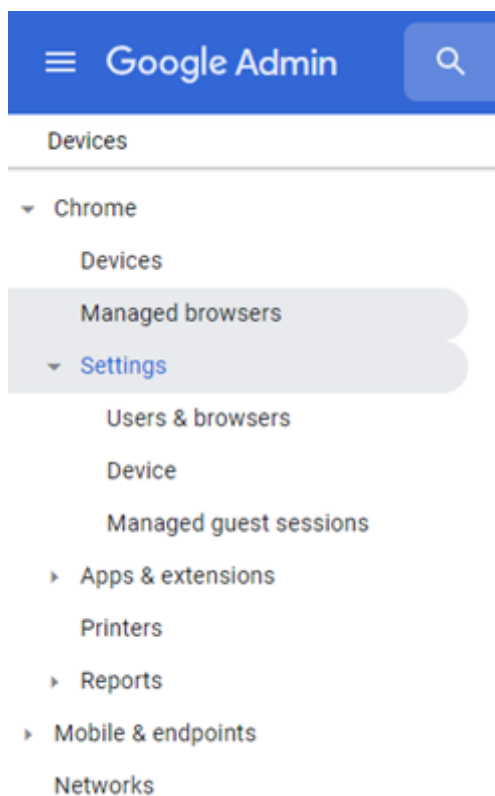 Google Admin
Devices
Chrome
Devices
Managed browsers
Settings
Users & browsers
Device
Managed guest sessions
Apps & extensions
Printers
Reports
Mobile & endpoints
Networks